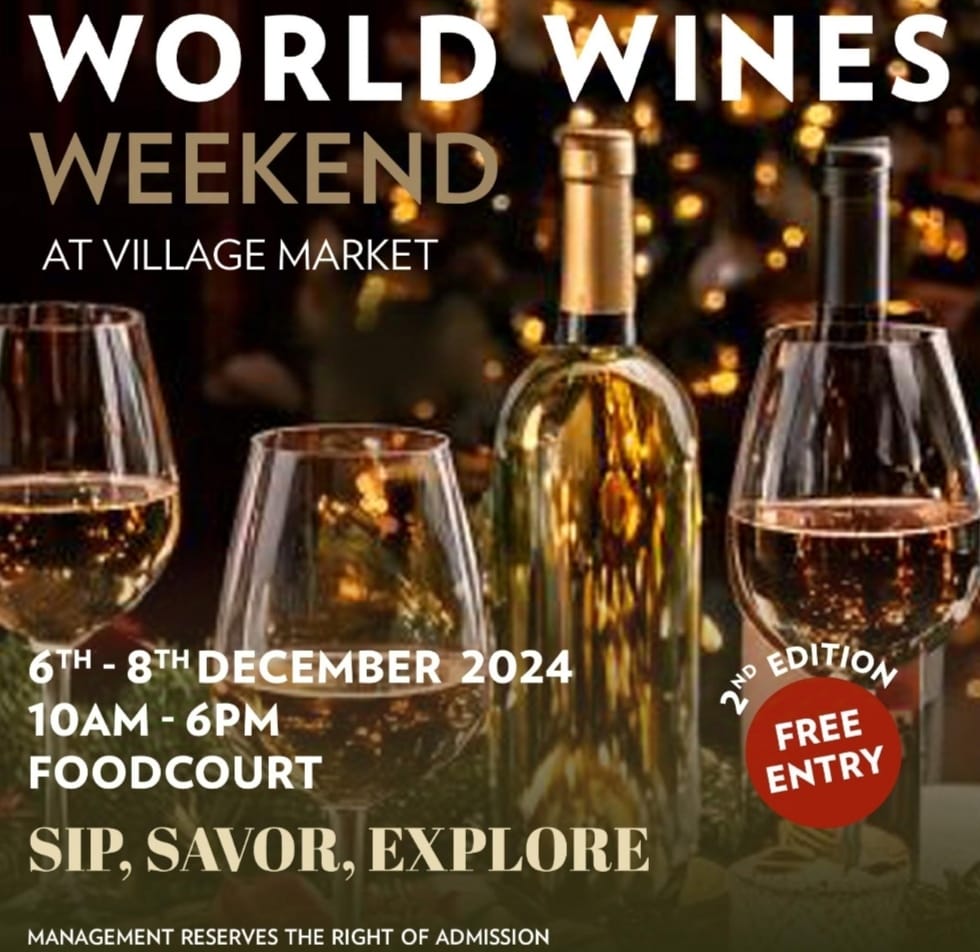 WORLD WINES
WEEKEND
AT VILLAGE MARKET
6TH - 8TH DECEMBER 2024
10AM - 6PM
FOODCOURT
2ND EDITION
FREE
ENTRY
SIP, SAVOR, EXPLORE
MANAGEMENT RESERVES THE RIGHT OF ADMISSION